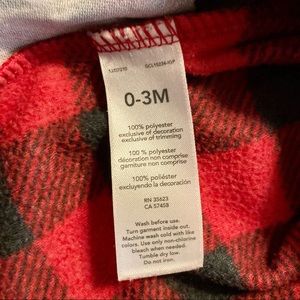 0-3M
100% polyester
exclusive of decoration
exclusive of trimming
100 % polyester
décoration non comprise
garniture non comprise
100% poliéster
excluyendo la decoración
RN 35623
CA 57458
Wash before use.
Turn garment inside out.
Machine wash cold with like
colors. Use only non-chlorine
bleach when needed.
Tumble dry low.
Do not iron.